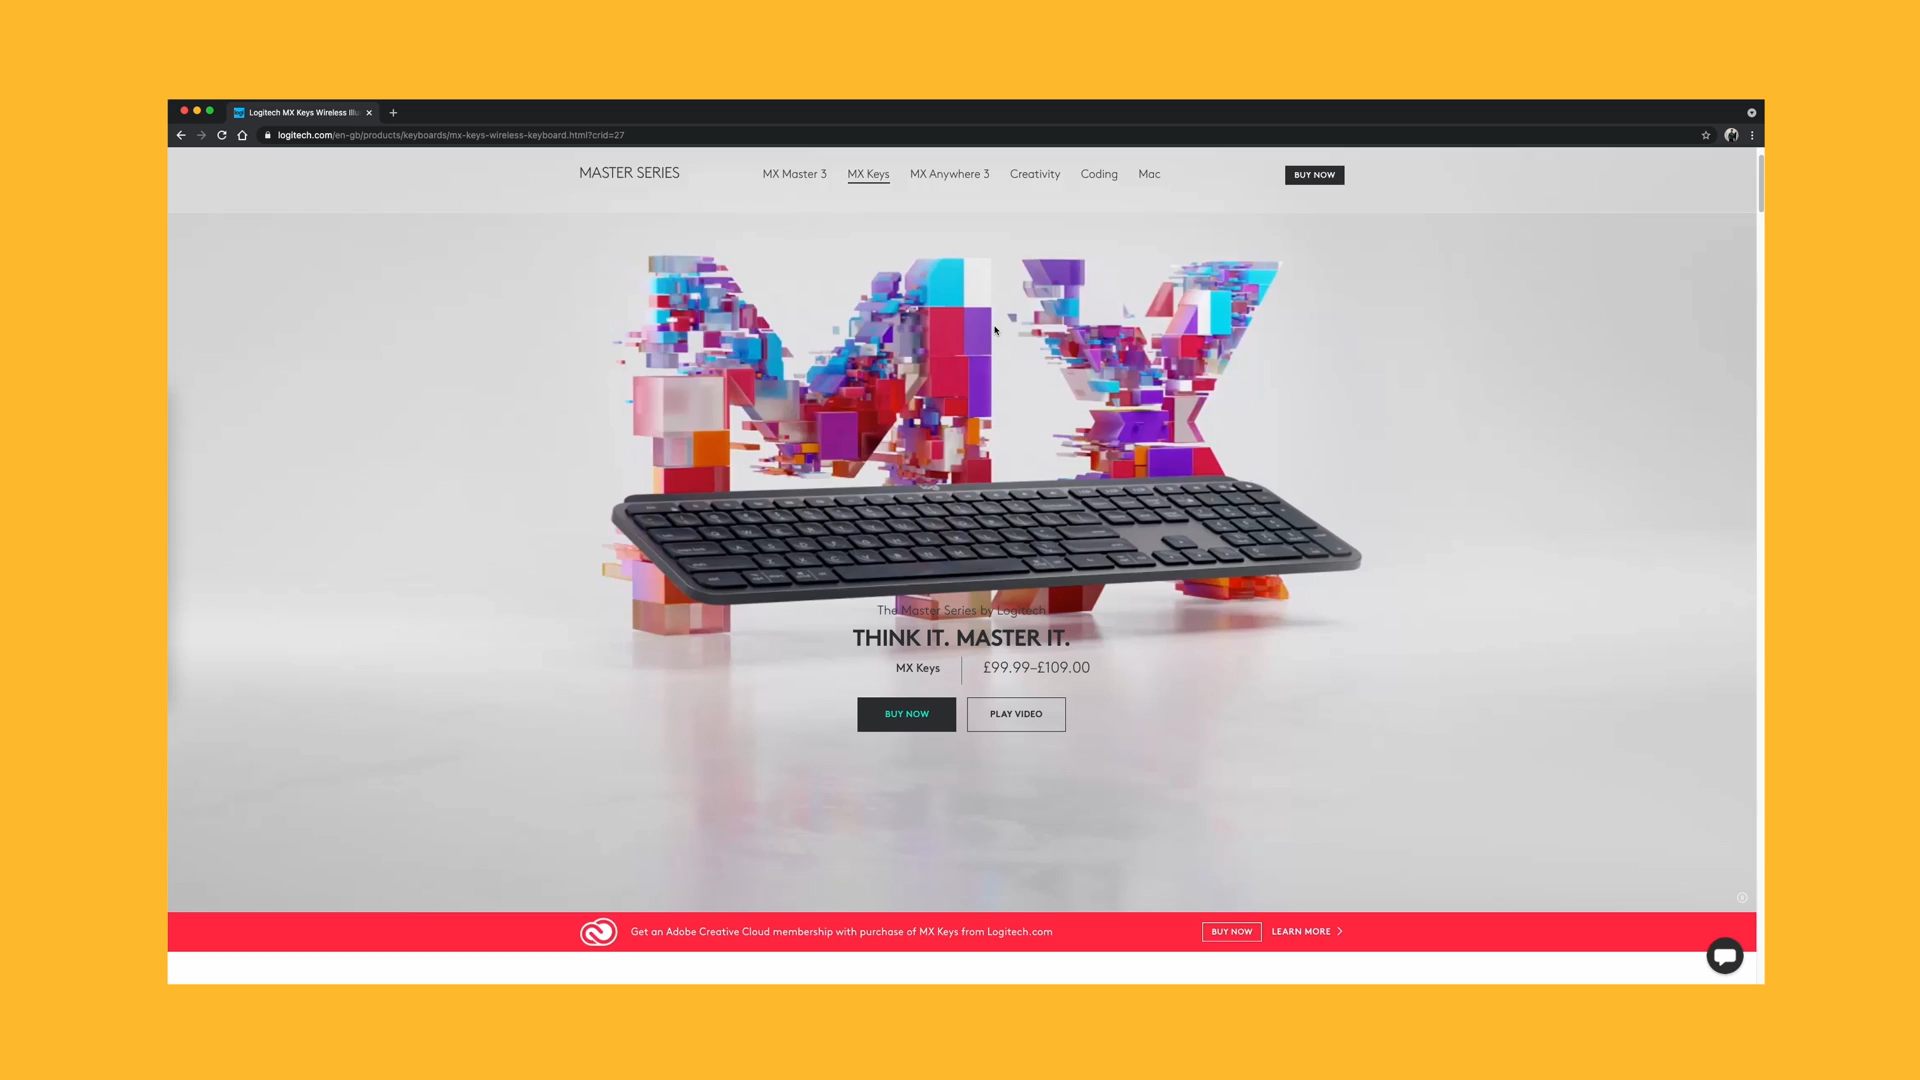 Logitech MX Keys Wireless Illu
logitech.com/en-gb/products/keyboards/mx-keys-wireless-keyboard.html?crid=27
MASTER SERIES
MX Master 3
MX Keys
MX Anywhere 3
Creativity
Coding
Mac
BUY NOW
The Master Series by Logitech
THINK IT. MASTER IT.
MX Keys
£99.99–£109.00
BUY NOW
PLAY VIDEO
Get an Adobe Creative Cloud membership with purchase of MX Keys from Logitech.com
BUY NOW
LEARN MORE